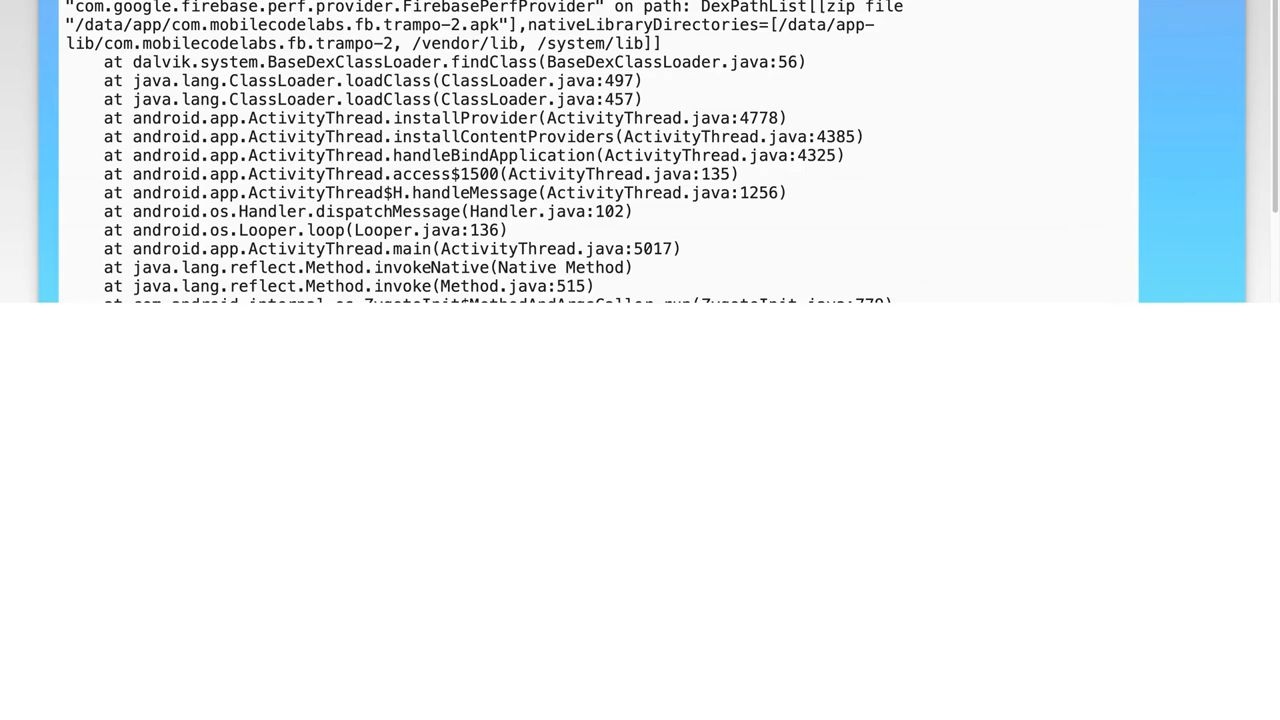 "com.google.firebase.perf.provider.FirebasePerfProvider" on path: DexPathList[[zip file
"/data/app/com.mobilecodelabs.fb.trampo-2.apk"],nativeLibraryDirectories=[/data/app-
lib/com.mobilecodelabs.fb.trampo-2, /vendor/lib, /system/lib]]
at dalvik.system.BaseDexClassLoader.findClass(BaseDexClassLoader.java:56)
at java.lang.ClassLoader.loadClass(ClassLoader.java:497)
at java.lang.ClassLoader.loadClass(ClassLoader.java:457)
at android.app.ActivityThread.installProvider(ActivityThread.java:4778)
at android.app.ActivityThread.installContentProviders(ActivityThread.java:4385)
at android.app.ActivityThread.handleBindApplication(ActivityThread.java:4325)
at android.app.ActivityThread.access$1500(ActivityThread.java:135)
at android.app.ActivityThread$H.handleMessage(ActivityThread.java:1256)
at android.os.Handler.dispatchMessage(Handler.java:102)
at android.os.Looper.loop(Looper.java:136)
at android.app.ActivityThread.main(ActivityThread.java:5017)
at java.lang.reflect.Method.invokeNative(Native Method)
at java.lang.reflect.Method.invoke(Method.java:515)